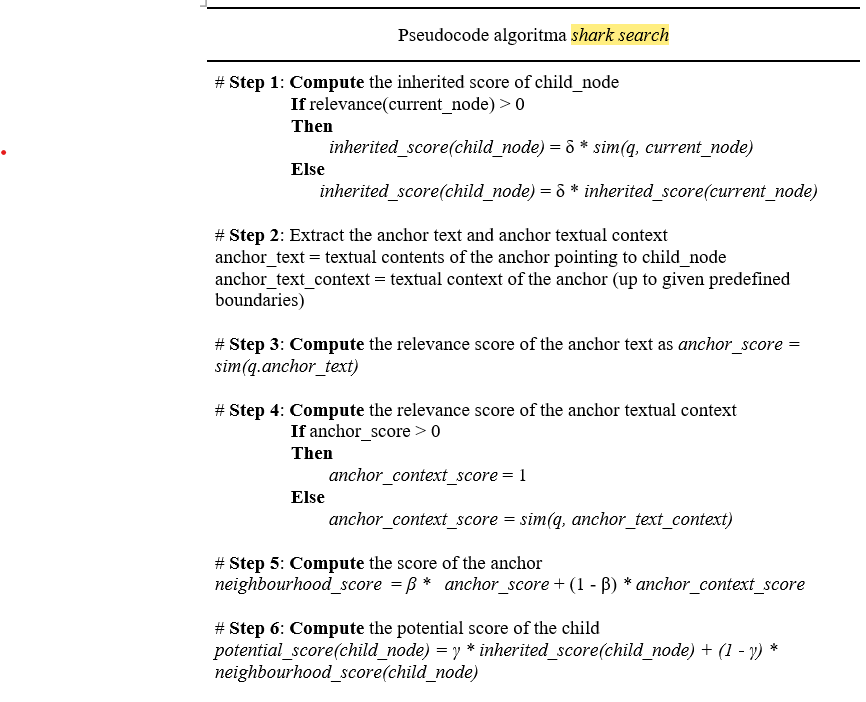 Pseudocode algoritma shark search
# Step 1: Compute the inherited score of child_node
If relevance(current_node) > 0
Then
inherited_score(child_node) = δ * sim(q, current_node)
Else
inherited_score(child_node) = δ * inherited_score(current_node)
# Step 2: Extract the anchor text and anchor textual context
anchor_text = textual contents of the anchor pointing to child_node
anchor_text_context = textual context of the anchor (up to given predefined
boundaries)
# Step 3: Compute the relevance score of the anchor text as anchor_score =
sim(q.anchor_text)
# Step 4: Compute the relevance score of the anchor textual context
If anchor_score > 0
Then
anchor_context_score = 1
Else
anchor_context_score = sim(q, anchor_text_context)
# Step 5: Compute the score of the anchor
neighbourhood_score = β * anchor_score + (1 - β) * anchor_context_score
# Step 6: Compute the potential score of the child
potential_score(child_node) = γ * inherited_score(child_node) + (1 - γ) *
neighbourhood_score(child_node)